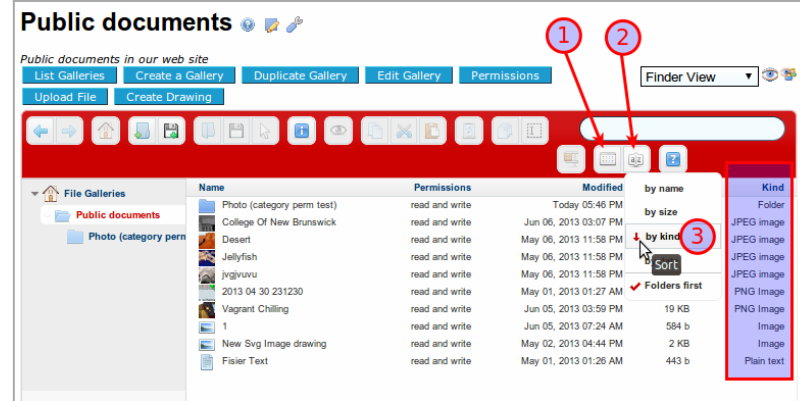 Public documents
1
2
Public documents in our web site
List Galleries Create a Gallery Duplicate Gallery Edit Gallery Permissions Finder View
Upload File Create Drawing
Name Permissions Modified Kind
File Galleries
Public documents
Photo (category perm
Photo (category perm test) read and write Today 05:46 PM Folder
College Of New Brunswick read and write Jun 06, 2013 03:07 PM JPEG image
Desert read and write May 06, 2013 11:58 PM JPEG image
Jellyfish read and write May 06, 2013 11:58 PM JPEG image
jvgjvuvu read and write May 06, 2013 11:58 PM JPEG image
2013 04 30 231230 read and write May 01, 2013 01:27 AM PNG Image
Vagrant Chilling read and write Jun 05, 2013 03:59 PM 19 KB PNG Image
1 read and write Jun 05, 2013 07:24 AM 584 b Image
New Svg Image drawing read and write May 02, 2013 04:44 PM 2 KB Image
Fisier Text read and write May 01, 2013 01:26 AM 443 b Plain text
by name
by size
by kind 3
Sort
Folders first